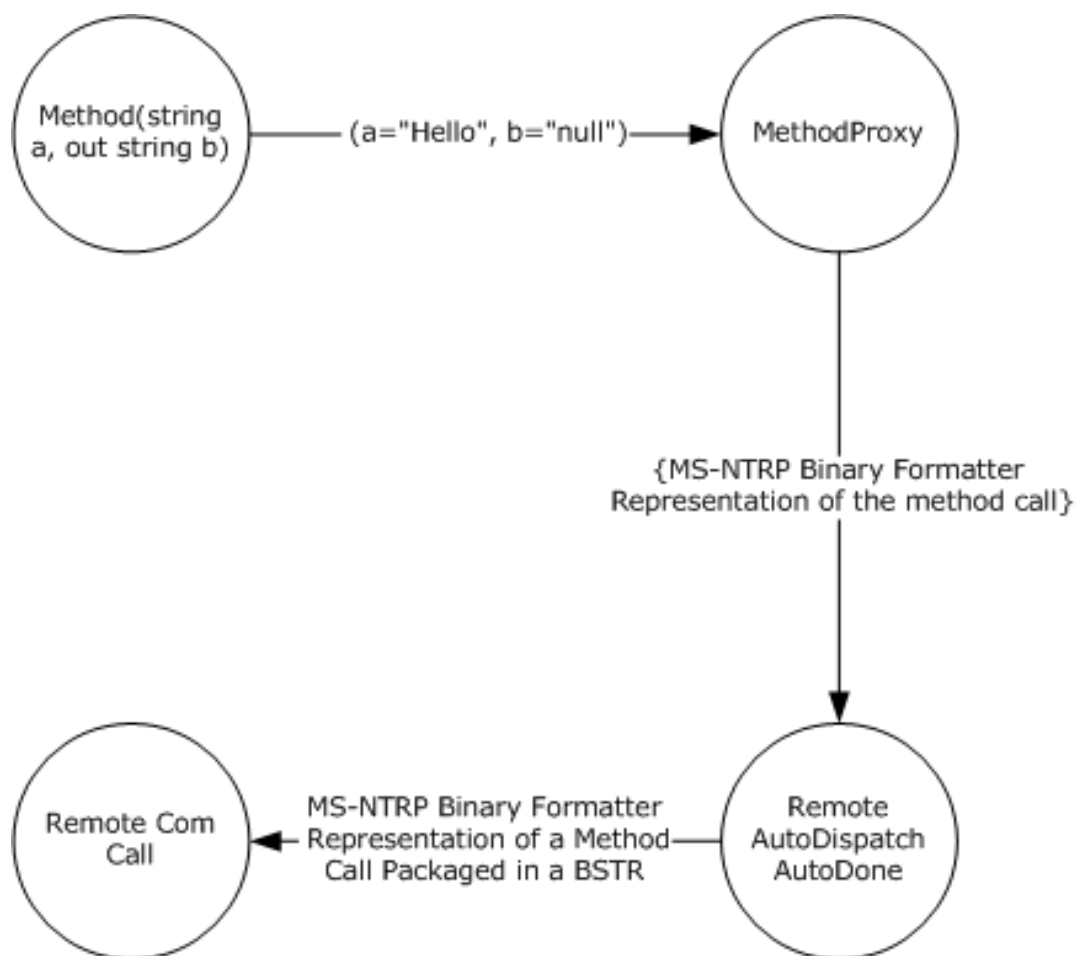 Method(string
a, out string b)
(a="Hello", b="null")
MethodProxy
{MS-NTRP Binary Formatter
Representation of the method call}
Remote Com
Call
MS-NTRP Binary Formatter
Representation of a Method
Call Packaged in a BSTR
Remote
AutoDispatch
AutoDone